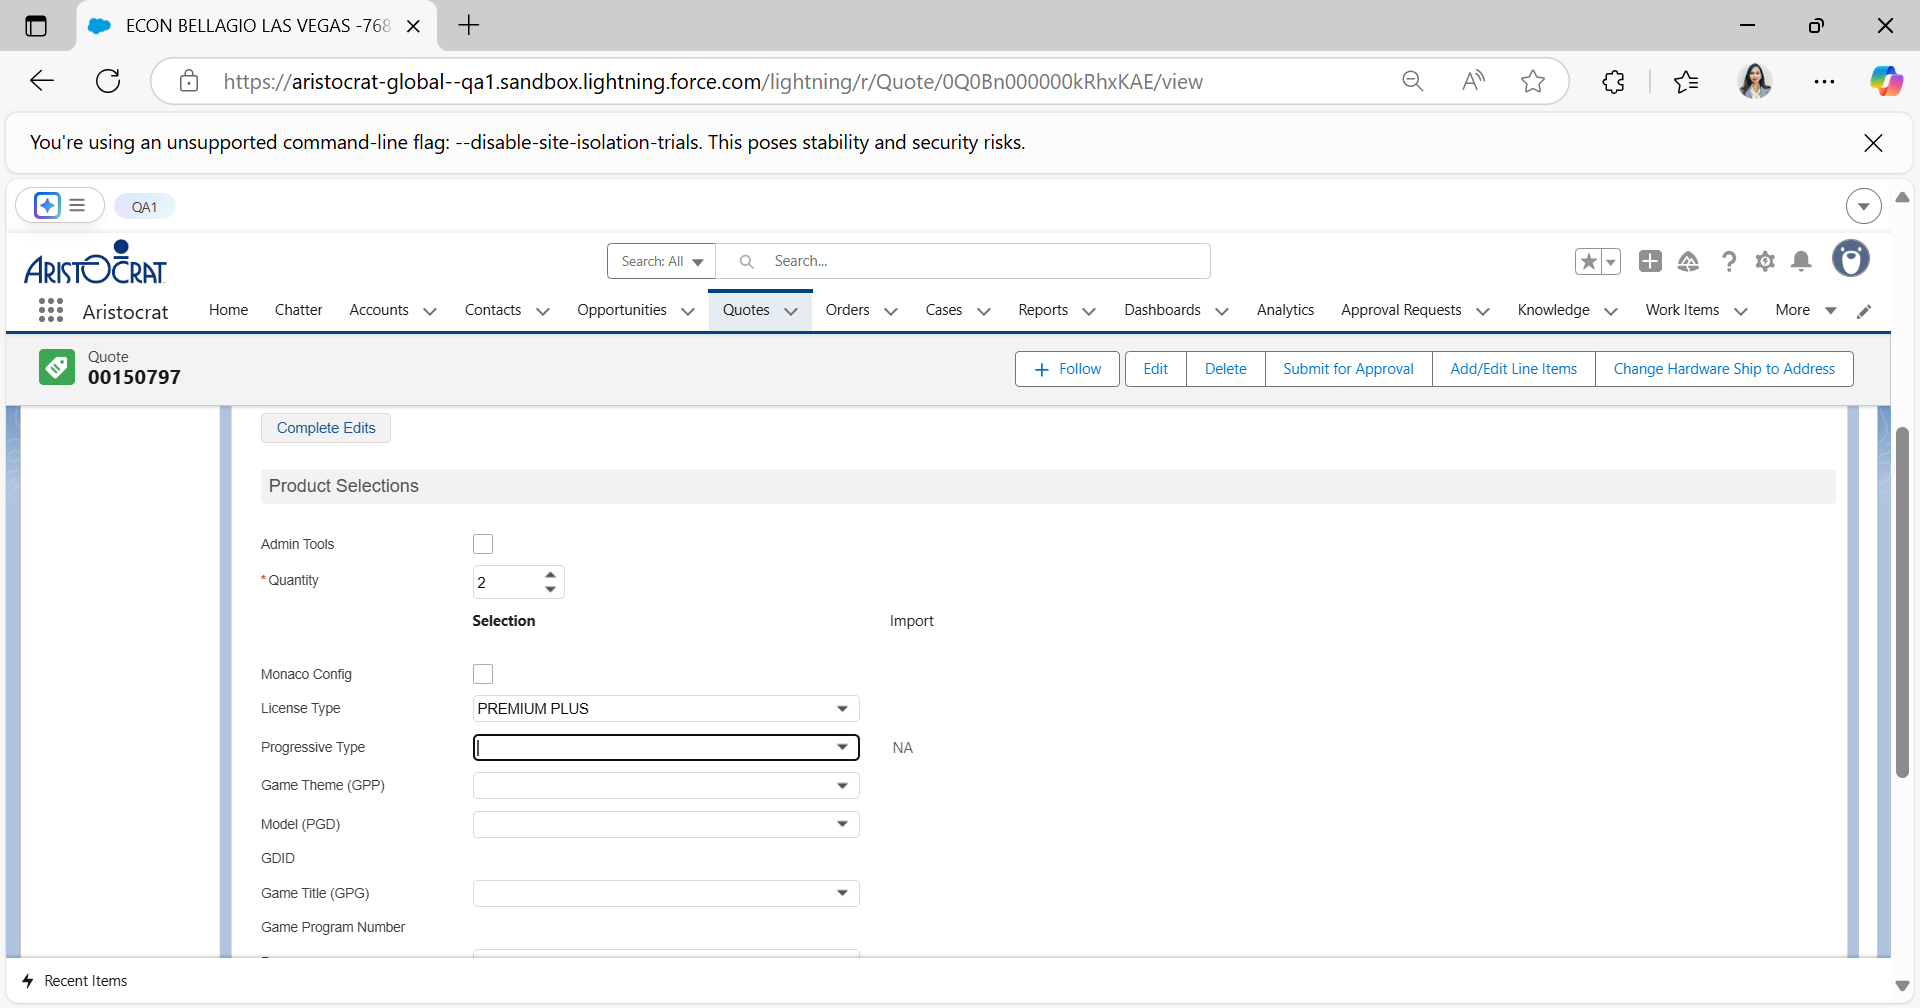 ECON BELLAGIO LAS VEGAS -768
https://aristocrat-global--qa1.sandbox.lightning.force.com/lightning/r/Quote/0Q0Bn000000kRhxKAE/view
You're using an unsupported command-line flag: --disable-site-isolation-trials. This poses stability and security risks.
QA1
ARISTOCRAT
Search: All
Search...
Aristocrat
Home
Chatter
Accounts
Contacts
Opportunities
Quotes
Orders
Cases
Reports
Dashboards
Analytics
Approval Requests
Knowledge
Work Items
More
Quote
00150797
Follow
Edit
Delete
Submit for Approval
Add/Edit Line Items
Change Hardware Ship to Address
Complete Edits
Product Selections
Admin Tools
*Quantity
2
Selection
Import
Monaco Config
License Type
PREMIUM PLUS
Progressive Type
NA
Game Theme (GPP)
Model (PGD)
GDID
Game Title (GPG)
Game Program Number
Recent Items